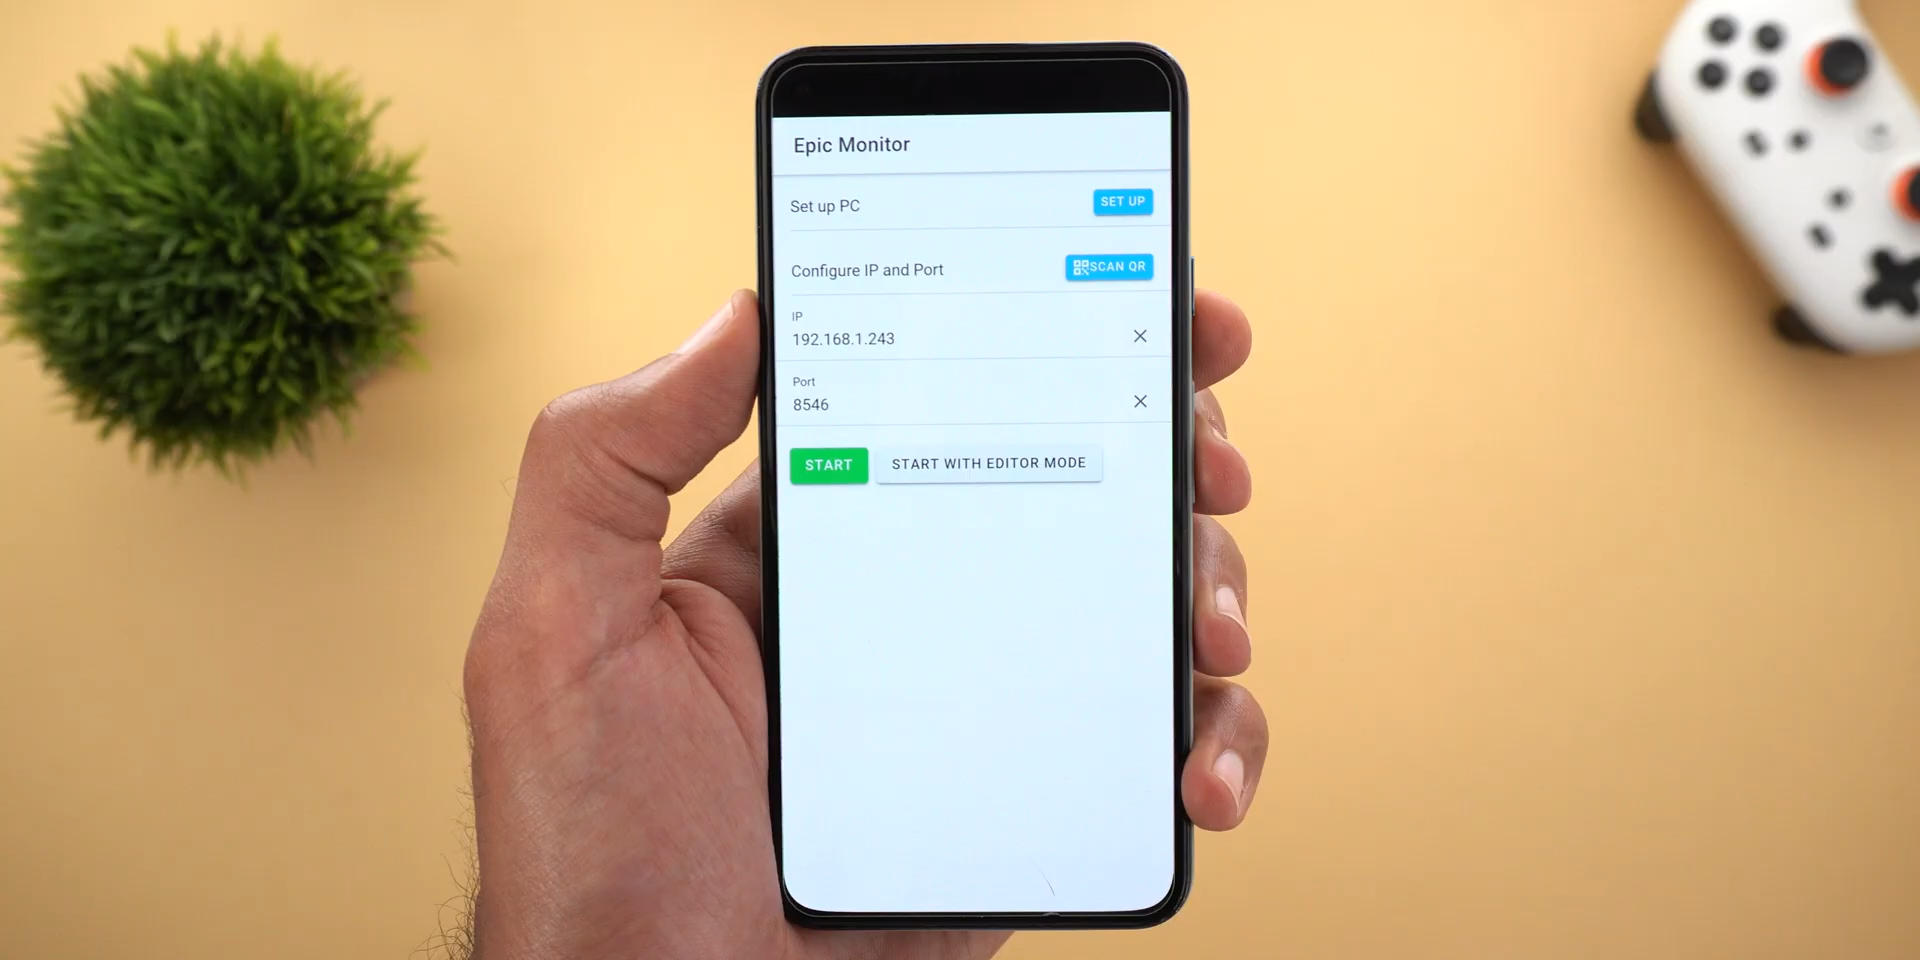 Epic Monitor
Set up PC
SET UP
Configure IP and Port
SCAN QR
IP
192.168.1.243
Port
8546
START
START WITH EDITOR MODE